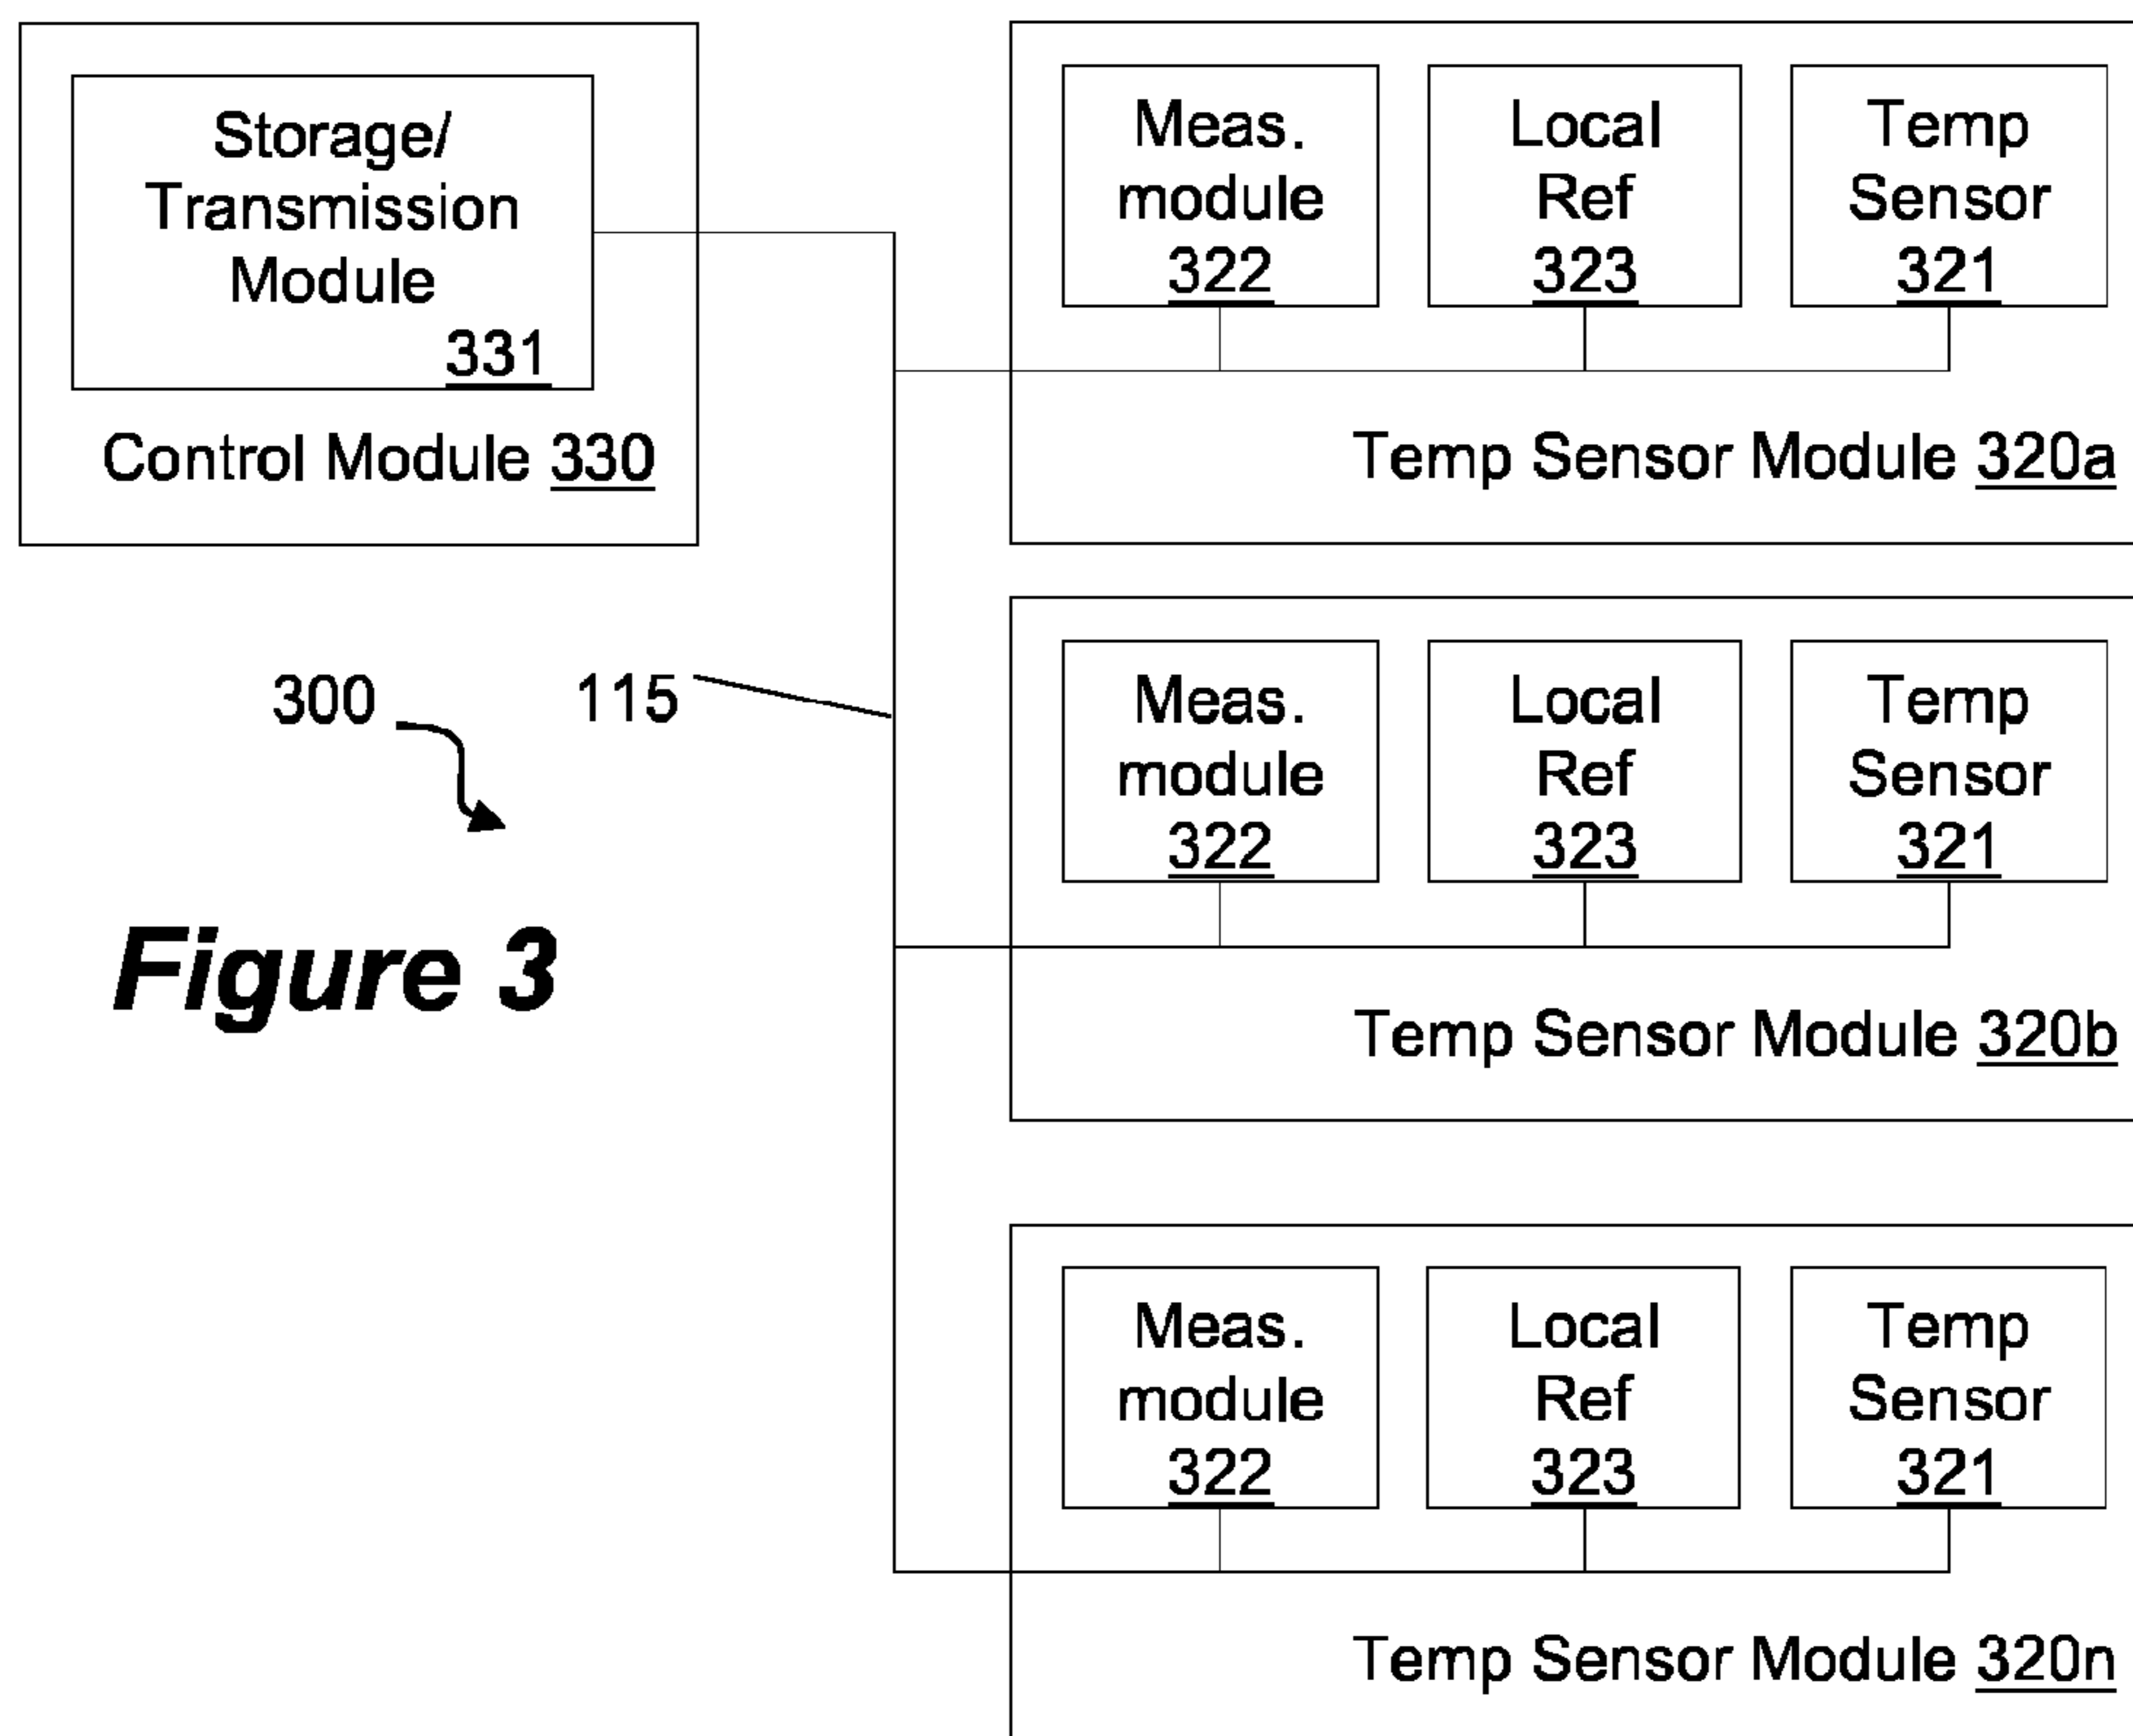 Storage/
Transmission
Module
331
Control Module 330
Meas.
module
322
Local
Ref
323
Temp
Sensor
321
Temp Sensor Module 320a
300
115
Figure 3
Meas.
module
322
Local
Ref
323
Temp
Sensor
321
Temp Sensor Module 320b
Meas.
module
322
Local
Ref
323
Temp
Sensor
321
Temp Sensor Module 320n